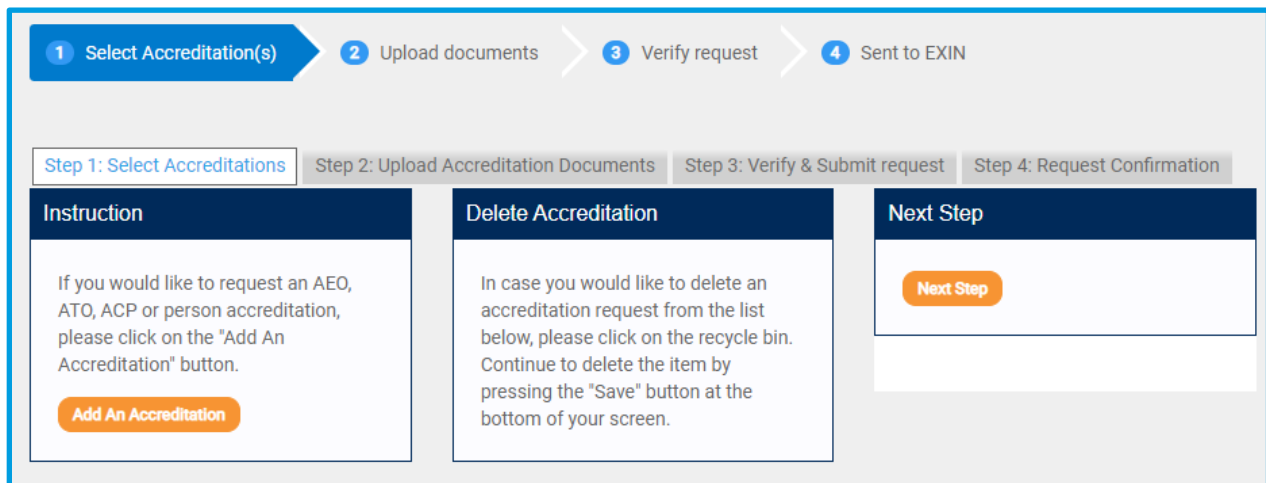 1 Select Accreditation(s) 2 Upload documents 3 Verify request 4 Sent to EXIN
Step 1: Select Accreditations Step 2: Upload Accreditation Documents Step 3: Verify & Submit request Step 4: Request Confirmation
Instruction
If you would like to request an AEO,
ATO, ACP or person accreditation,
please click on the "Add An
Accreditation" button.
Add An Accreditation
Delete Accreditation
In case you would like to delete an
accreditation request from the list
below, please click on the recycle bin.
Continue to delete the item by
pressing the "Save" button at the
bottom of your screen.
Next Step
Next Step